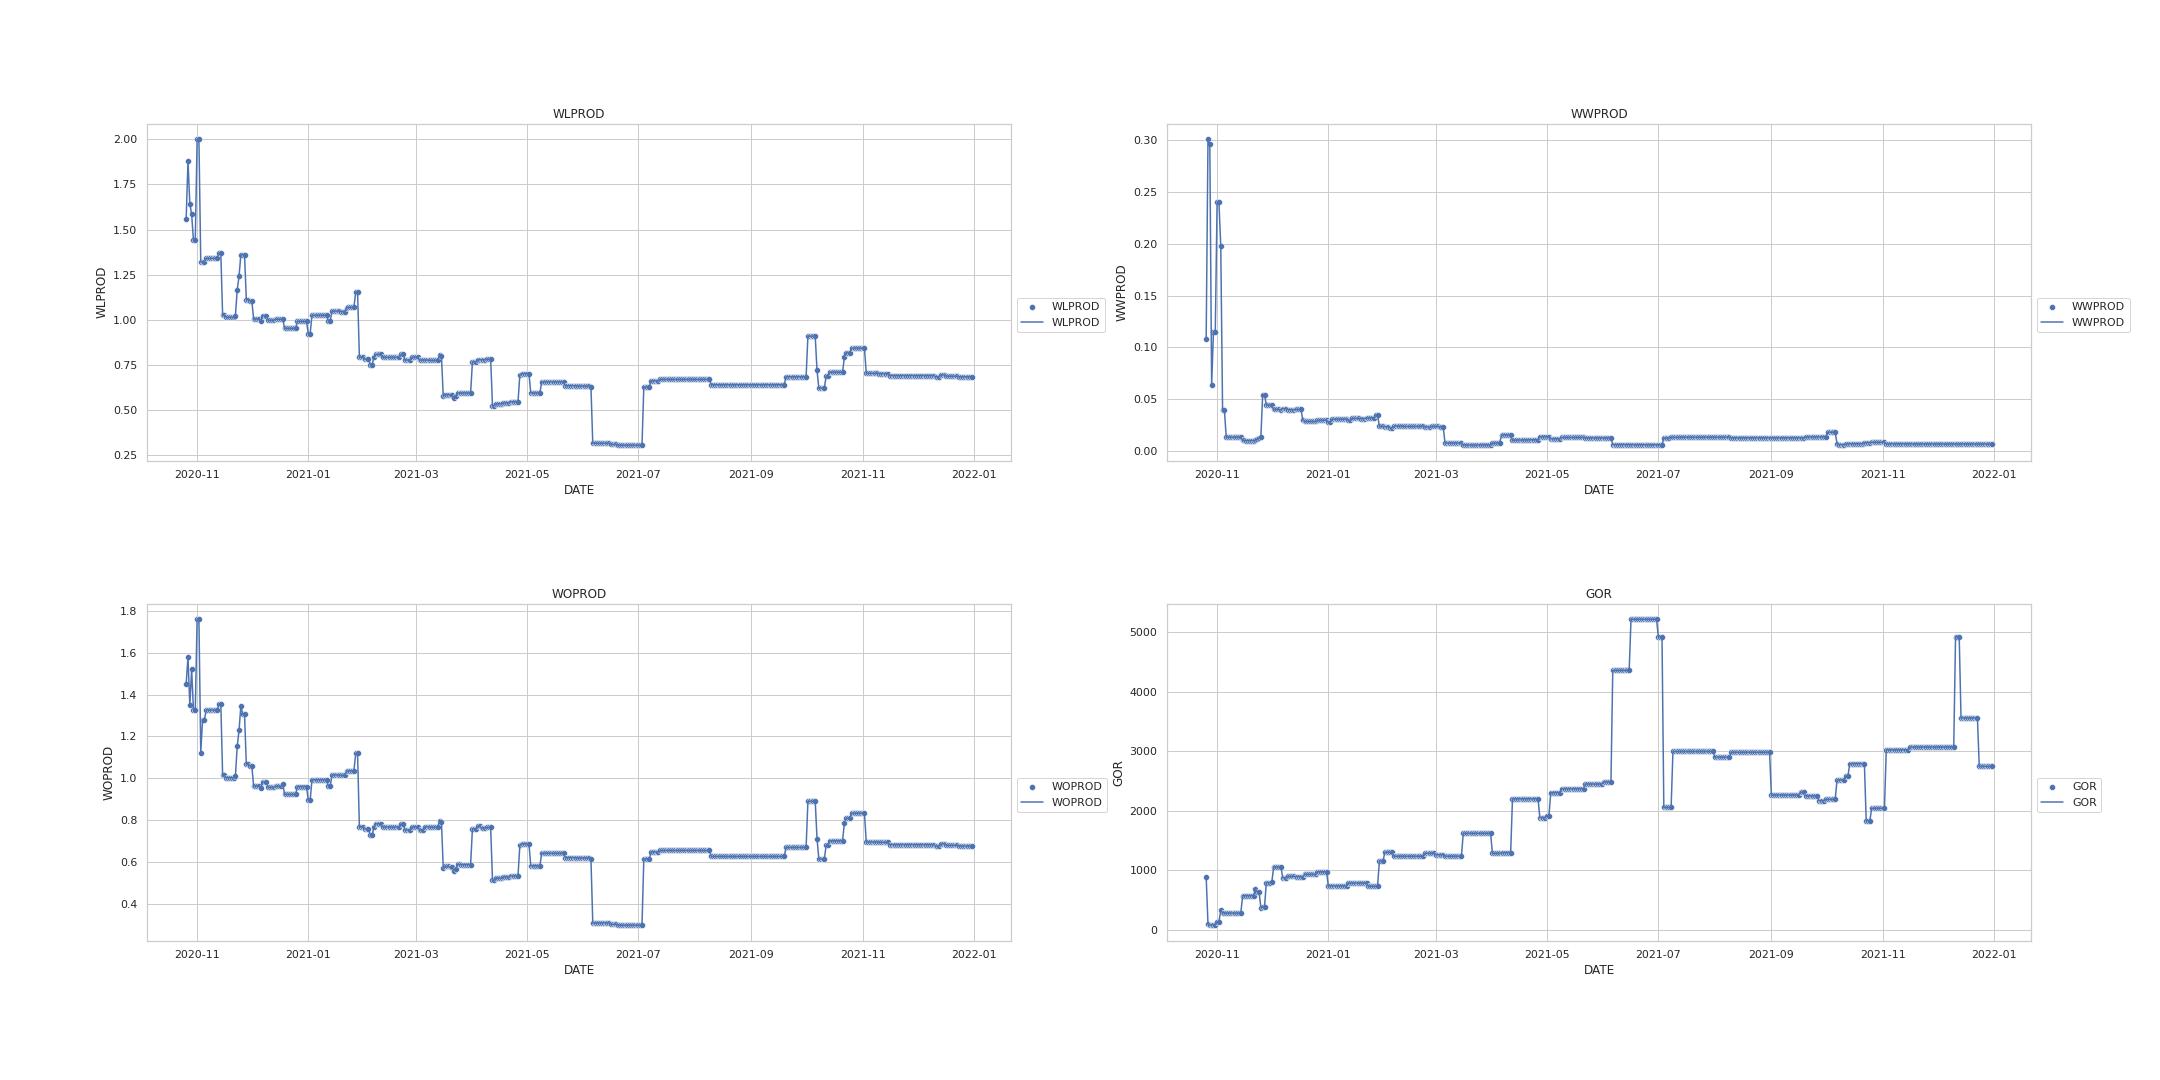 WLPROD
2.00
1.75
1.50
1.25
1.00
0.75
0.50
0.25
WLPROD
2020-11 2021-01 2021-03 2021-05 2021-07 2021-09 2021-11 2022-01
DATE
WLPROD
WLPROD
WWPROD
0.30
0.25
0.20
0.15
0.10
0.05
0.00
WWPROD
2020-11 2021-01 2021-03 2021-05 2021-07 2021-09 2021-11 2022-01
DATE
WWPROD
WWPROD
WOPROD
1.8
1.6
1.4
1.2
1.0
0.8
0.6
0.4
WOPROD
2020-11 2021-01 2021-03 2021-05 2021-07 2021-09 2021-11 2022-01
DATE
WOPROD
WOPROD
GOR
5000
4000
3000
2000
1000
0
GOR
2020-11 2021-01 2021-03 2021-05 2021-07 2021-09 2021-11 2022-01
DATE
GOR
GOR